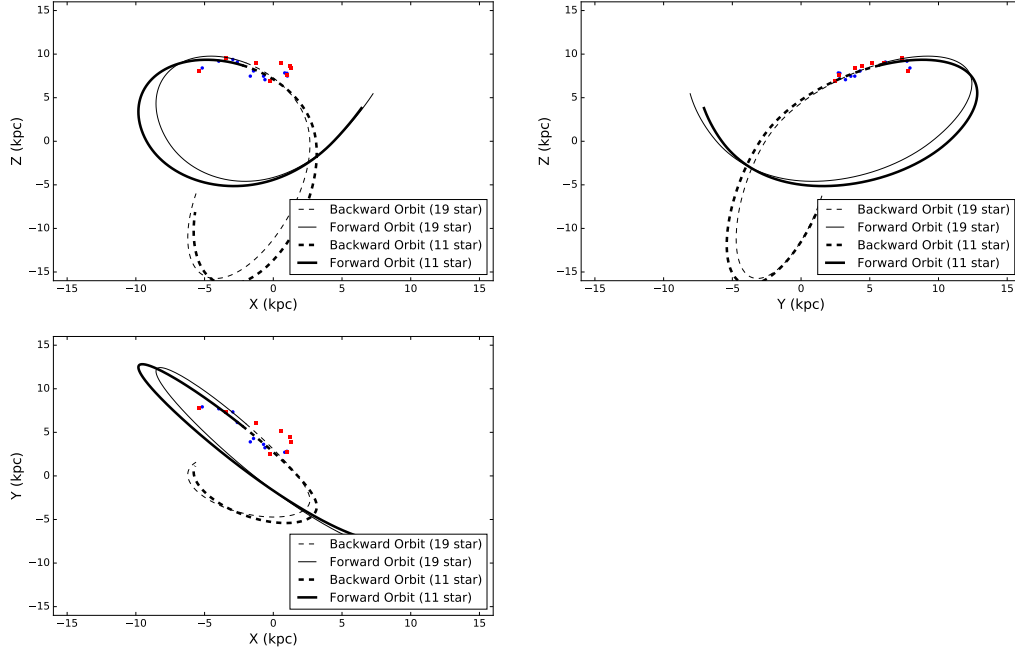 15
10
5
0
−5
−10
−15
Z (kpc)
−15 −10 −5 0 5 10 15
X (kpc)
Backward Orbit (19 star)
Forward Orbit (19 star)
Backward Orbit (11 star)
Forward Orbit (11 star)
15
10
5
0
−5
−10
−15
Z (kpc)
−15 −10 −5 0 5 10 15
Y (kpc)
Backward Orbit (19 star)
Forward Orbit (19 star)
Backward Orbit (11 star)
Forward Orbit (11 star)
15
10
5
0
−5
−10
−15
Y (kpc)
−15 −10 −5 0 5 10 15
X (kpc)
Backward Orbit (19 star)
Forward Orbit (19 star)
Backward Orbit (11 star)
Forward Orbit (11 star)